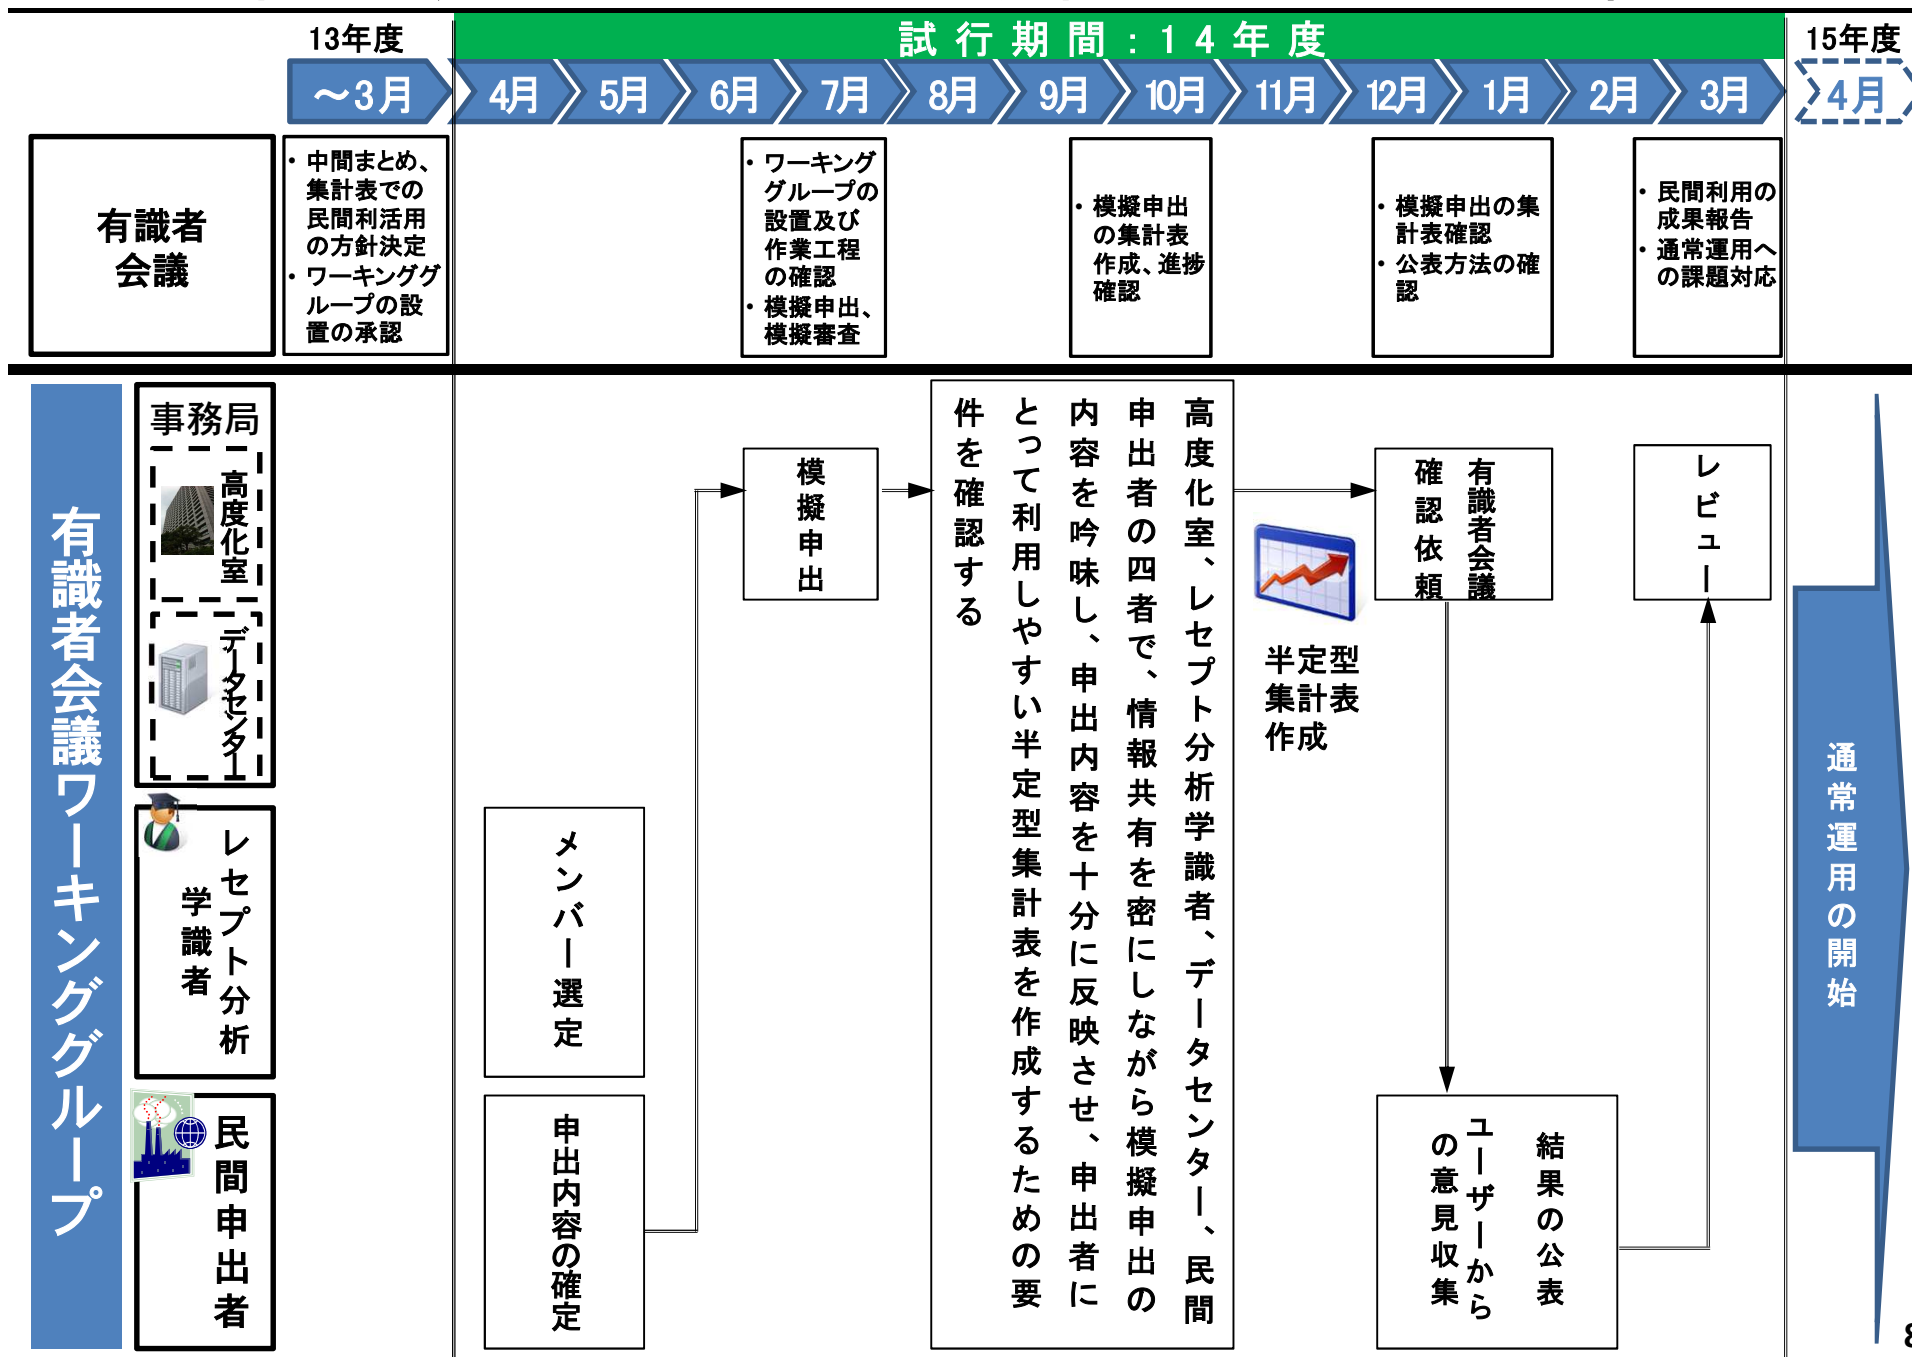 13年度
試行期間:14年度
15年度
～3月
4月
5月
6月
7月
8月
9月
10月
11月
12月
1月
2月
3月
4月
有識者
会議
・中間まとめ、
集計表での
民間利活用
の方針決定
・ワーキンググ
ループの設
置の承認
・ワーキング
グループの
設置及び
作業工程
の確認
・模擬申出、
模擬審査
・模擬申出
の集計表
作成、進捗
確認
・模擬申出の集
計表確認
・公表方法の確
認
・民間利用の
成果報告
・通常運用へ
の課題対応
有識者会議ワーキンググループ
事務局
高度化室
データセンター
レセプト分析
学識者
民間申出者
メンバー選定
申出内容の確定
模擬申出
高度化室、レセプト分析学識者、データセンター、民間
申出者の四者で、情報共有を密にしながら模擬申出の
内容を吟味し、申出内容を十分に反映させ、申出者に
とって利用しやすい半定型集計表を作成するための要
件を確認する
半定型
集計表
作成
有識者会議
確認依頼
結果の公表
ユーザーから
の意見収集
レビュー
通常運用の開始